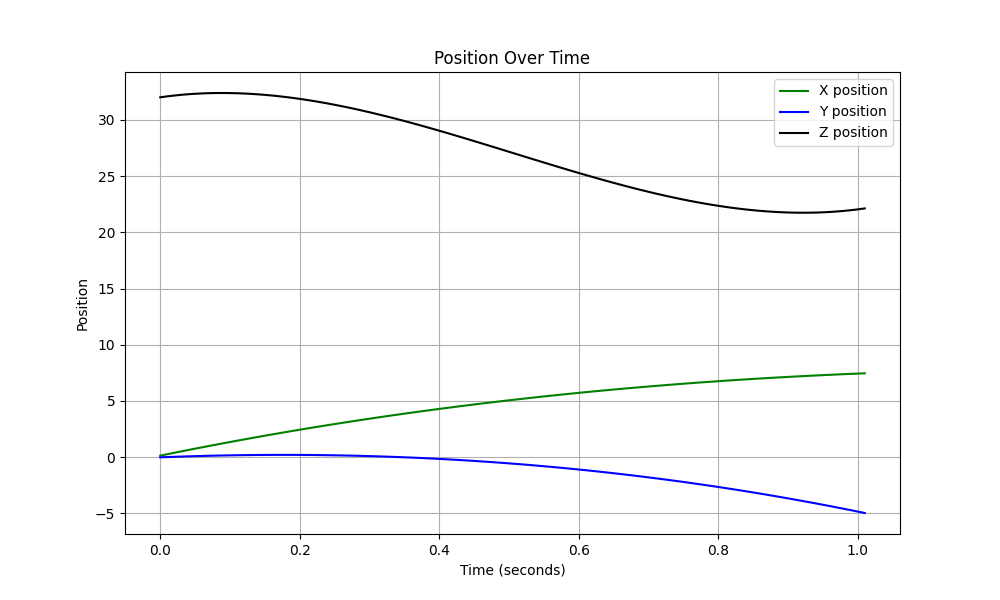 Position Over Time
X position
Y position
Z position
Position
30
25
20
15
10
5
0
−5
0.0 0.2 0.4 0.6 0.8 1.0
Time (seconds)